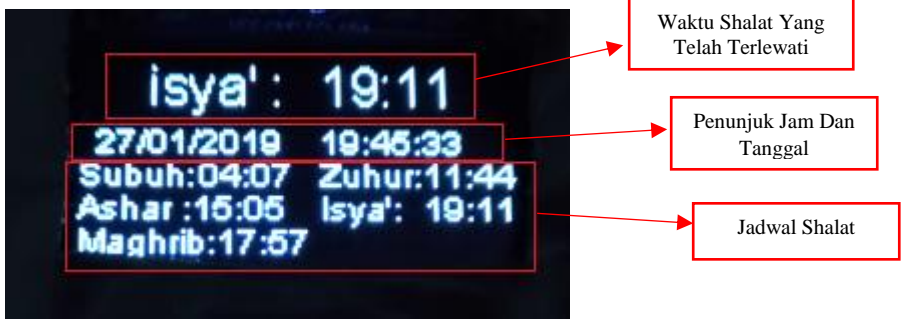 isya': 19:11
27/01/2019 19:45:33
Subuh:04:07 Zuhur:11:44
Ashar :15:05 Isya': 19:11
Maghrib:17:57
Waktu Shalat Yang
Telah Terlewati
Penunjuk Jam Dan
Tanggal
Jadwal Shalat